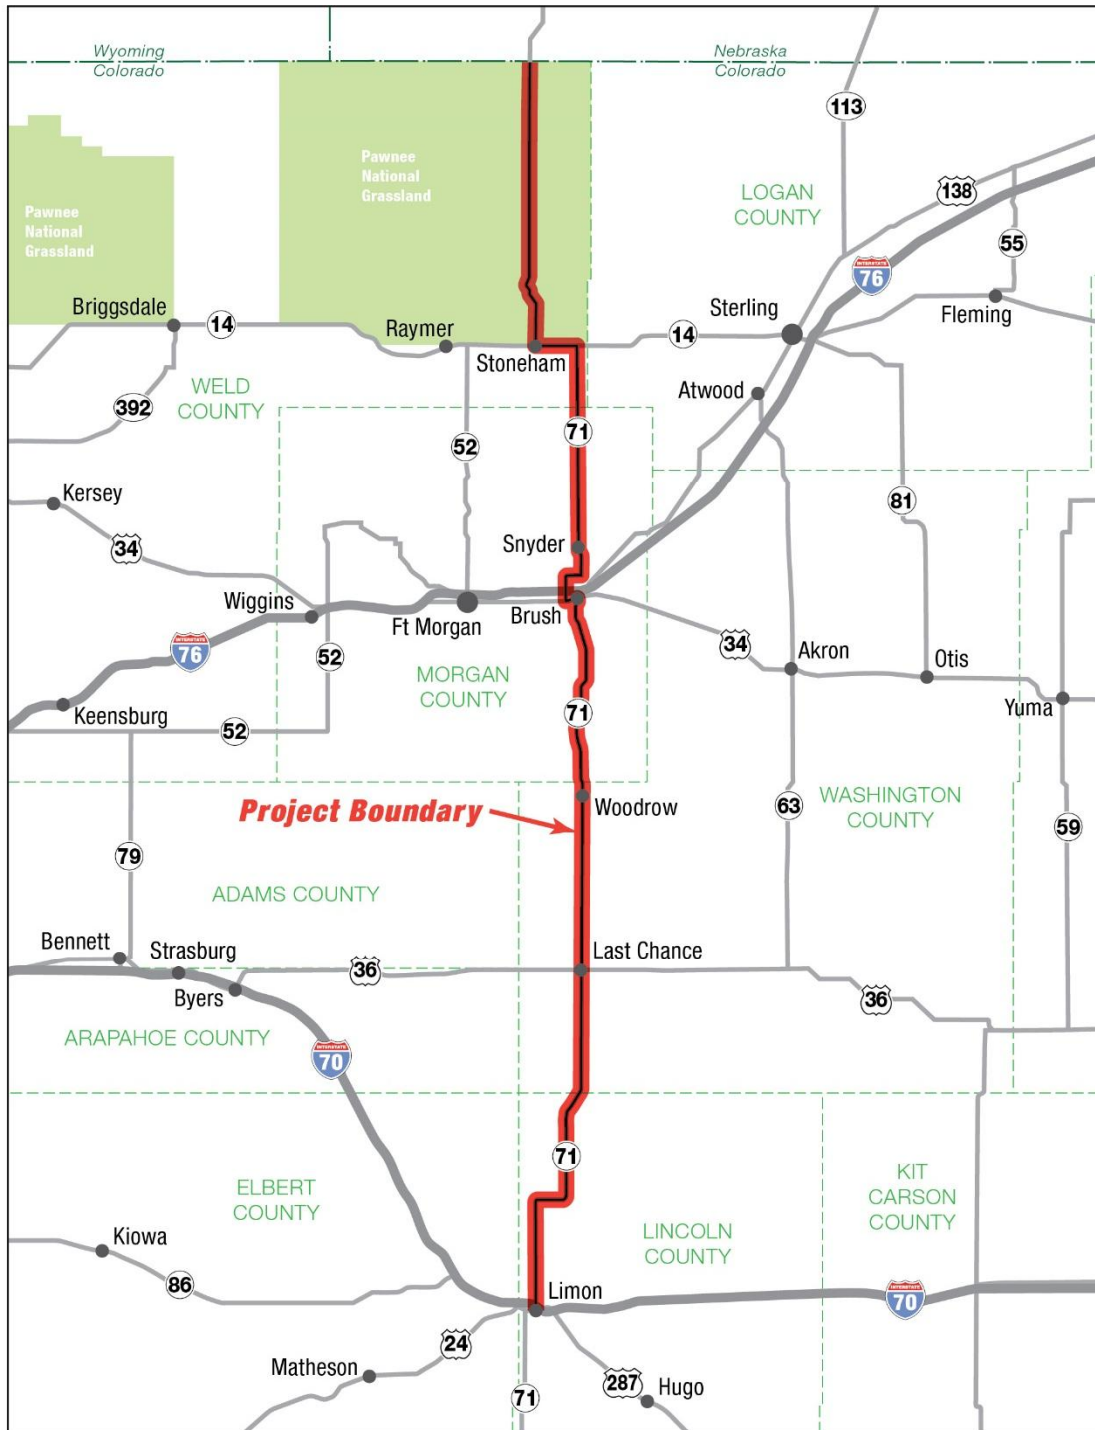 Wyoming
Colorado
Nebraska
Colorado
113
Pawnee
National
Grassland
138
LOGAN
COUNTY
Pawnee
National
Grassland
55
INTERSTATE
76
Briggsdale
14
Raymer
Stoneham
14
Sterling
Fleming
WELD
COUNTY
392
Atwood
71
52
Kersey
81
34
Snyder
Wiggins
Ft Morgan
Brush
INTERSTATE
76
52
34
Akron
Otis
MORGAN
COUNTY
Keensburg
52
71
Yuma
Project Boundary
Woodrow
63
WASHINGTON
COUNTY
59
79
ADAMS COUNTY
Bennett
Strasburg
Byers
36
Last Chance
36
ARAPAHOE COUNTY
INTERSTATE
70
71
ELBERT
COUNTY
KIT
CARSON
COUNTY
LINCOLN
COUNTY
Kiowa
86
Limon
INTERSTATE
70
24
Matheson
71
287
Hugo